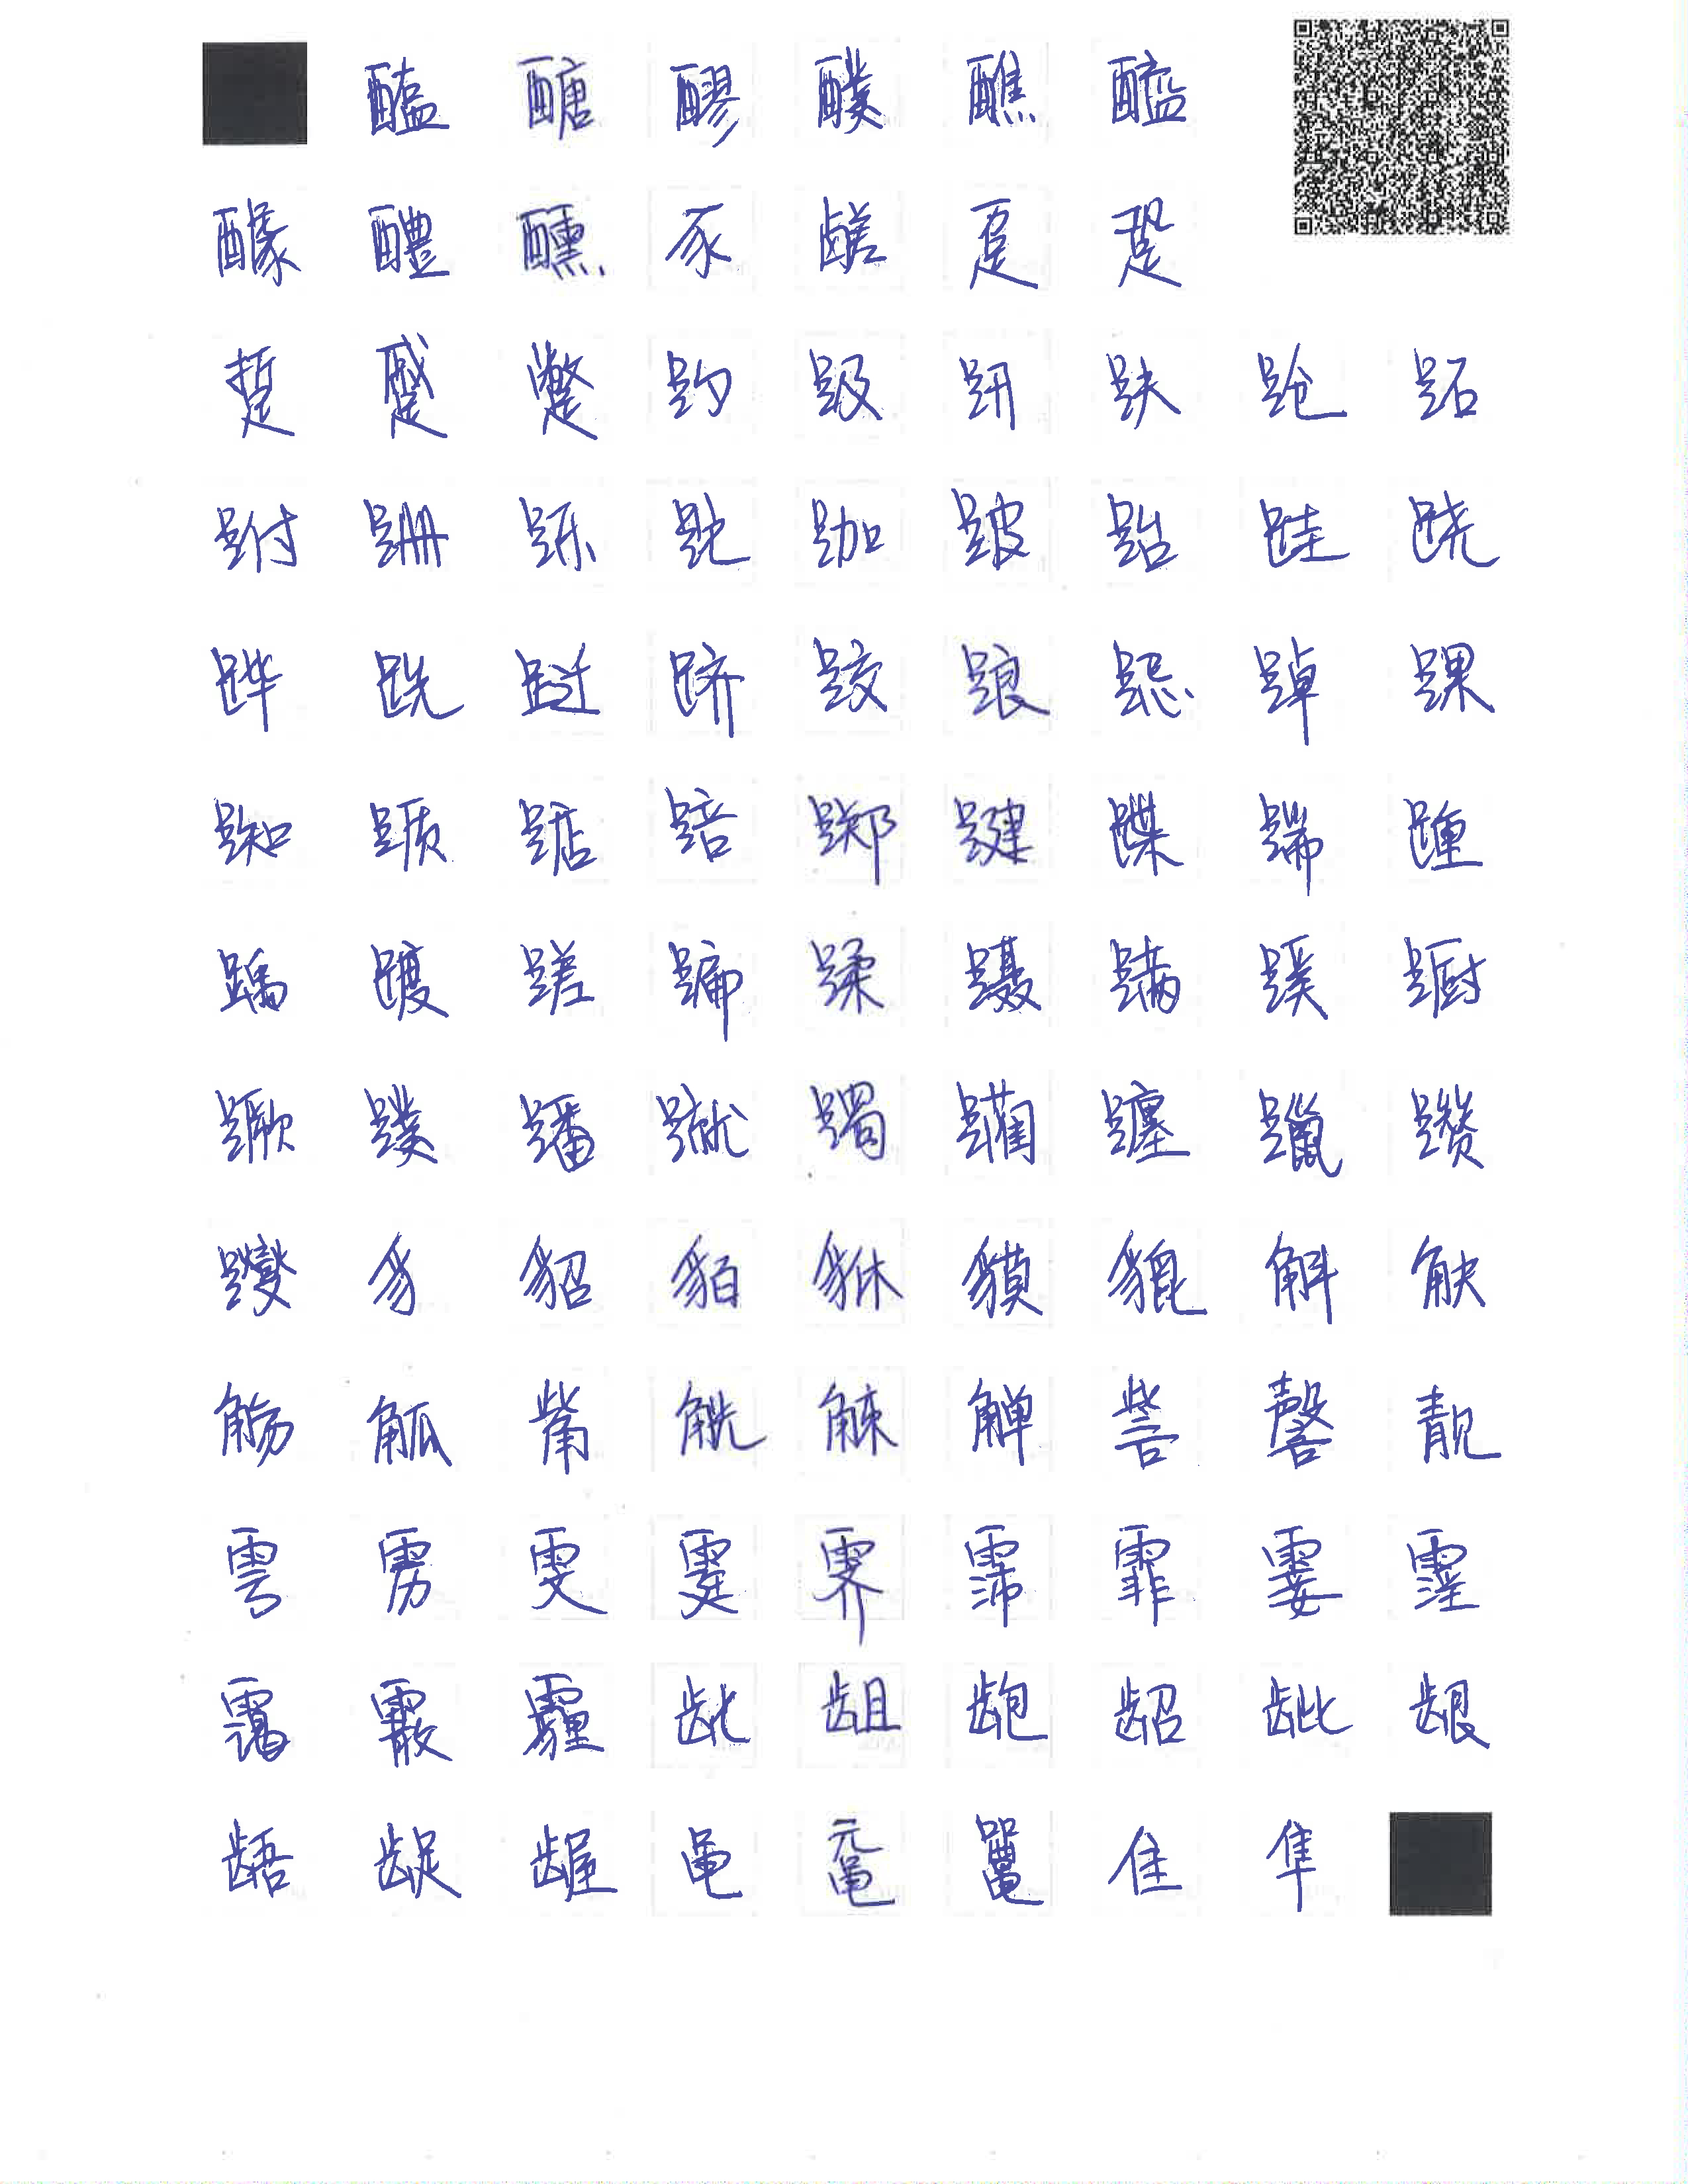 醢醣醪醭醮醯
醵醴醺豕鹾趸跫
踅蹙蹩趵趿趼趺跄跖
跗跚跞跎跏跛跆跬跷
跸跣跹跻跤踉跽踔踝
踟踬踮踣踯踺蹀踹踵
踽踱蹉蹁蹂蹑蹒蹊蹰
蹶蹼蹯蹴躅躏躔躐躜
躞豸貂貊貅貘貔斛觖
觞觚觜觥觫觯訾謦靓
雩雳雯霆霁霈霏霎霪
霭霰霾龀龃龅龆龇龈
龉龊龌黾鼋鼍隹隼